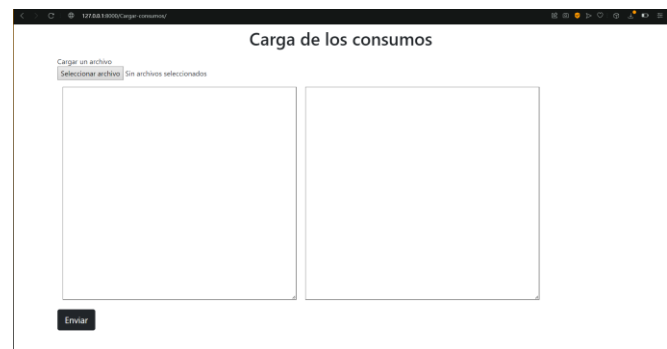 127.0.0.1:8000/Cargar-consumos/
Carga de los consumos
Cargar un archivo
Seleccionar archivo Sin archivos seleccionados
Enviar